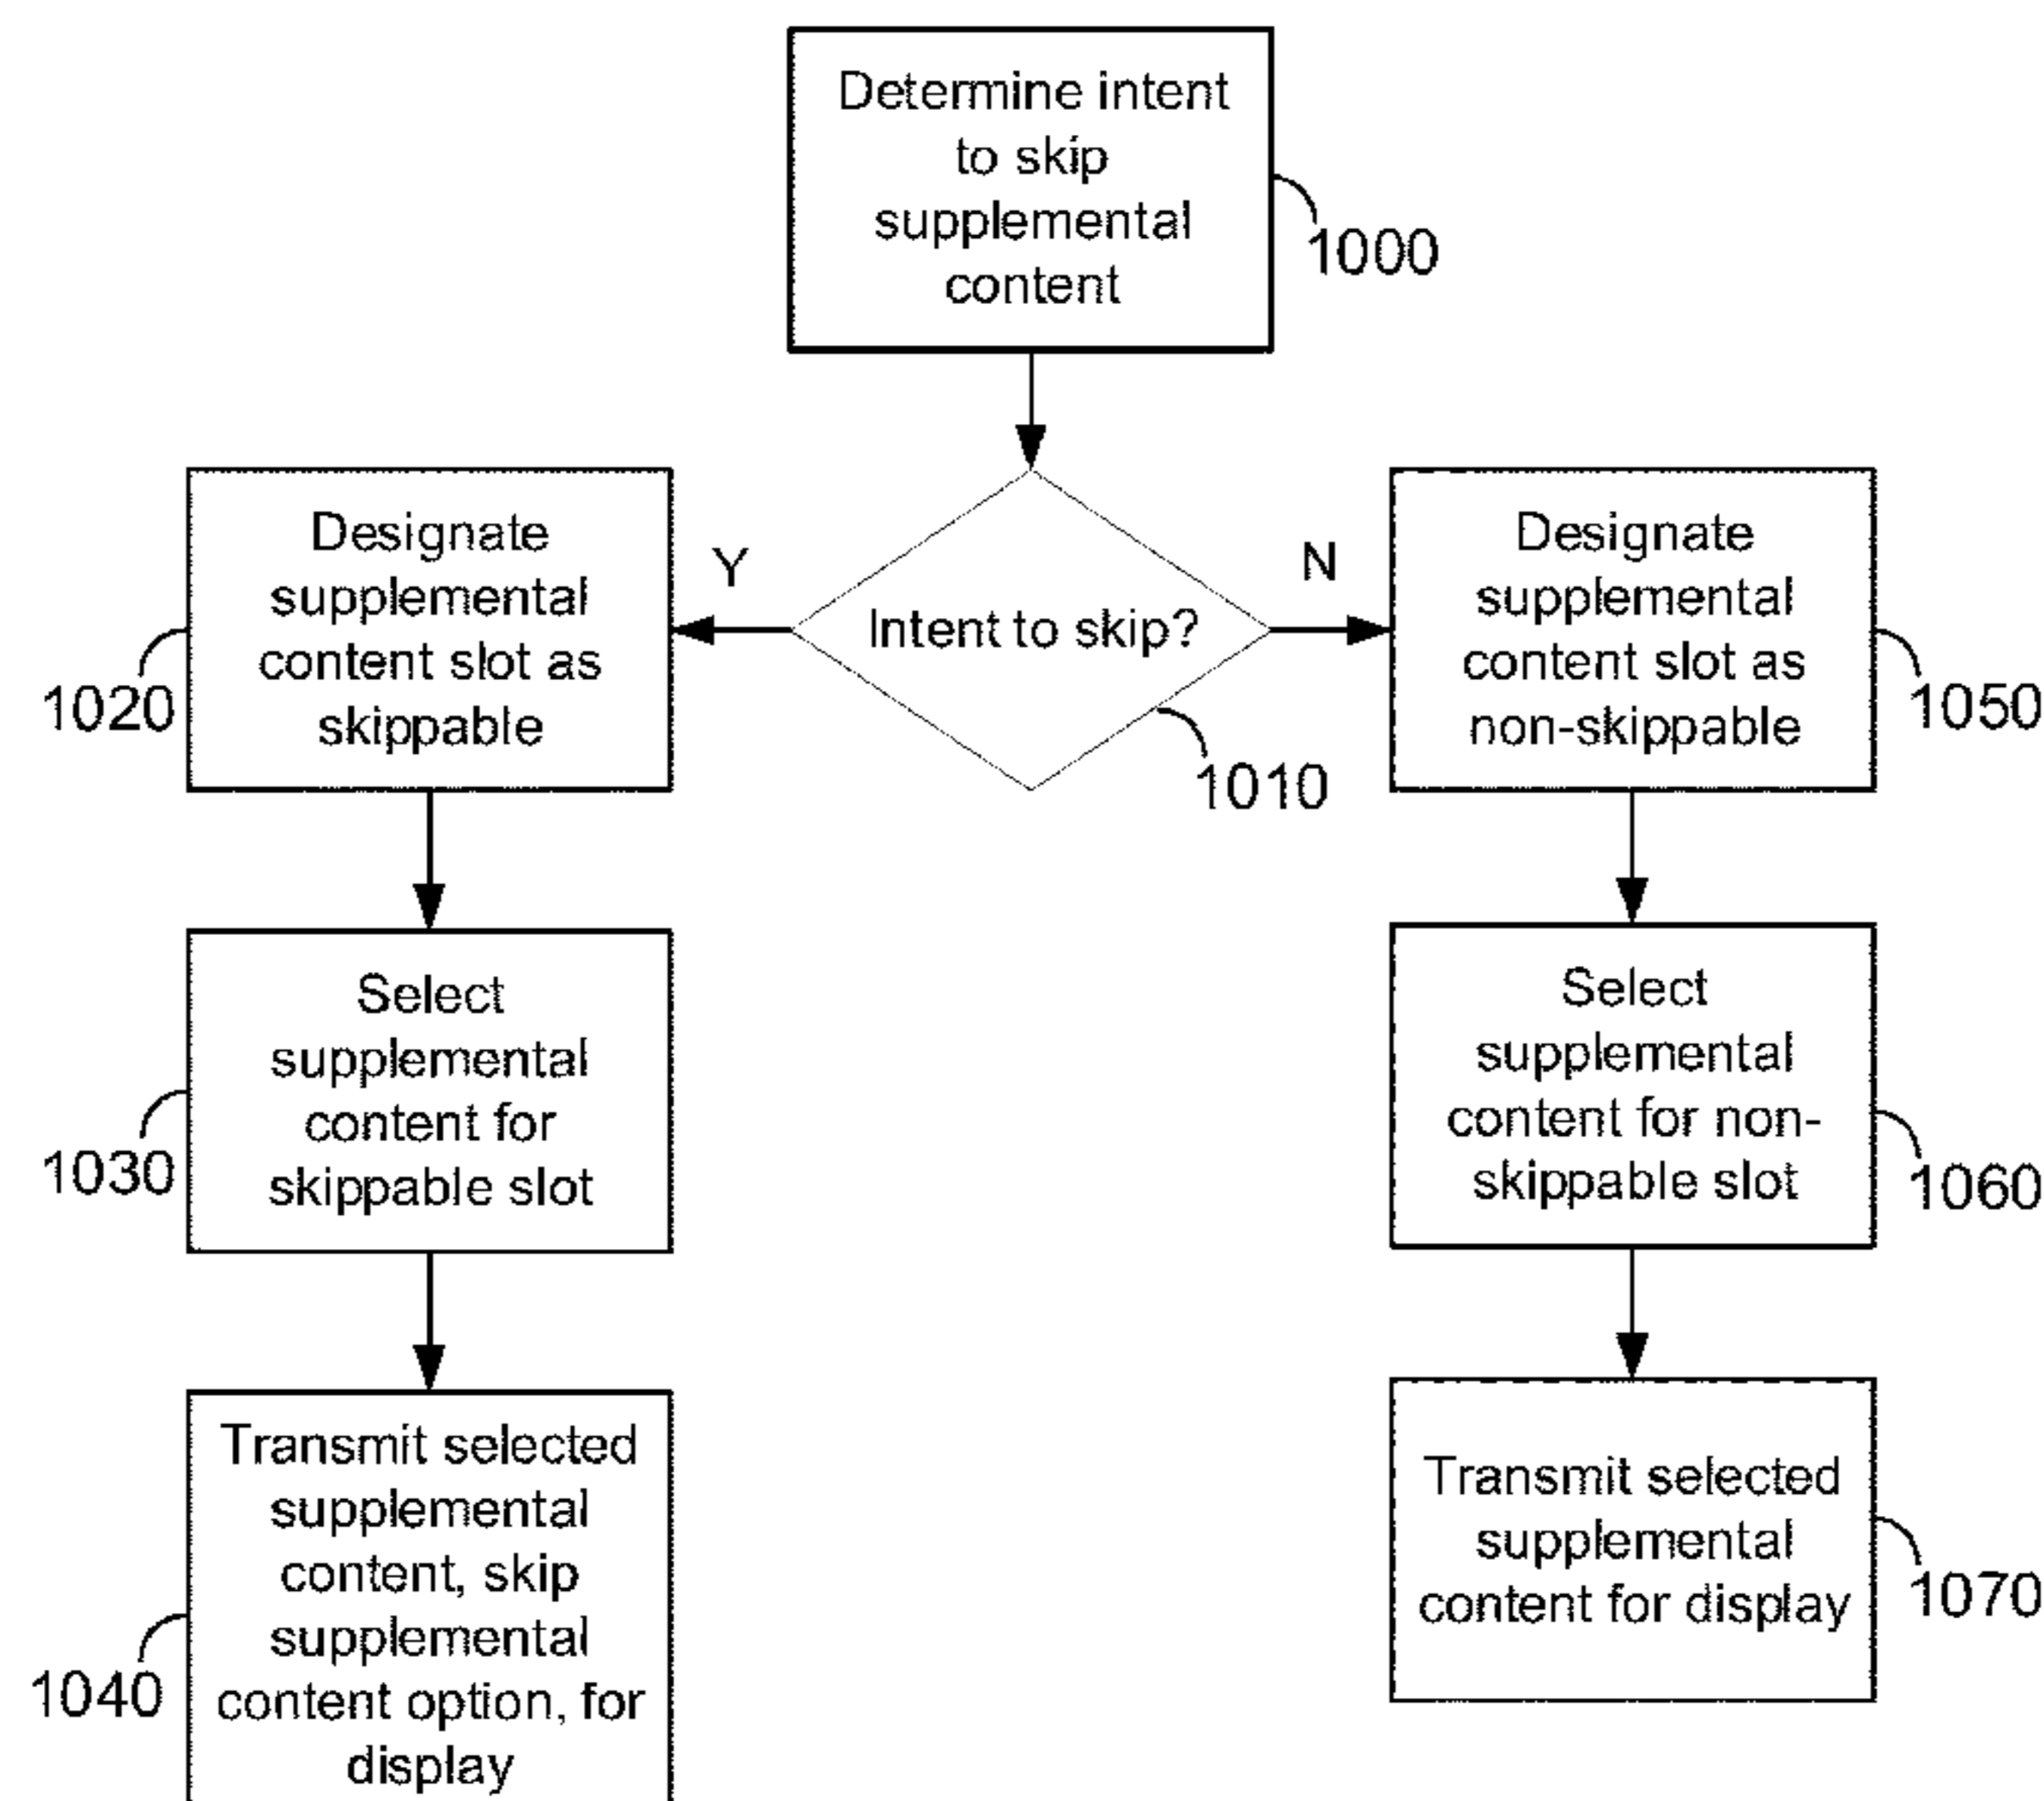 Determine intent
to skip
supplemental
content
1000
Intent to skip?
1010
Y
N
Designate
supplemental
content slot as
skippable
1020
Select
supplemental
content for
skippable slot
1030
Transmit selected
supplemental
content, skip
supplemental
content option, for
display
1040
Designate
supplemental
content slot as
non-skippable
1050
Select
supplemental
content for non-
skippable slot
1060
Transmit selected
supplemental
content for display
1070